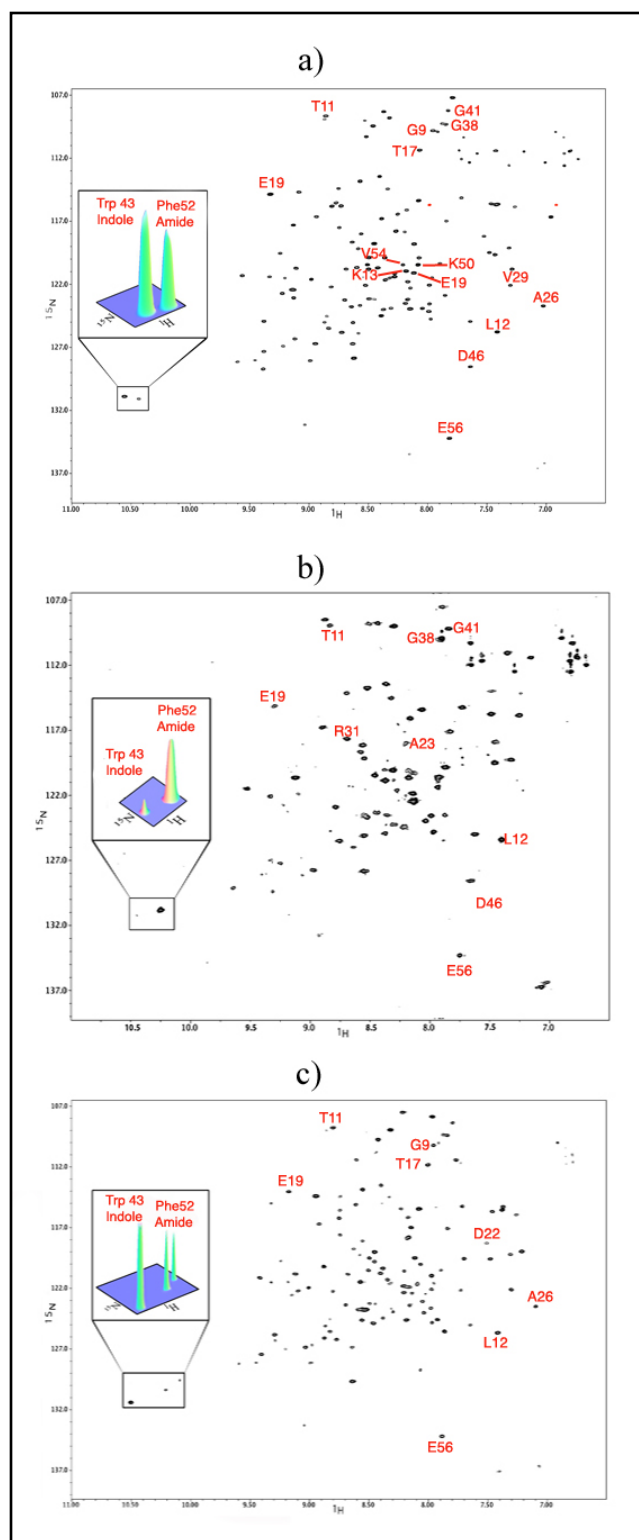 a)
107.0
112.0
117.0
122.0
127.0
132.0
137.0
15N
T11
G41
G38
G9
T17
E19
V54
K50
K13
E19
V29
A26
L12
D46
E56
Trp 43 Phe52
Indole Amide
15N
1H
11.00 10.50 10.00 9.50 9.00 8.50 8.00 7.50 7.00
1H
b)
107.0
112.0
117.0
122.0
127.0
132.0
137.0
15N
T11
G38
G41
E19
R31
A23
L12
D46
E56
Phe52
Amide
Trp 43
Indole
15N
1H
10.5 10.0 9.5 9.0 8.5 8.0 7.5 7.0
1H
c)
107.0
112.0
117.0
122.0
127.0
132.0
137.0
15N
T11
G9
T17
E19
D22
A26
L12
E56
Trp 43 Phe52
Indole Amide
15N
1H
11.00 10.50 10.00 9.50 9.00 8.50 8.00 7.50 7.00
1H